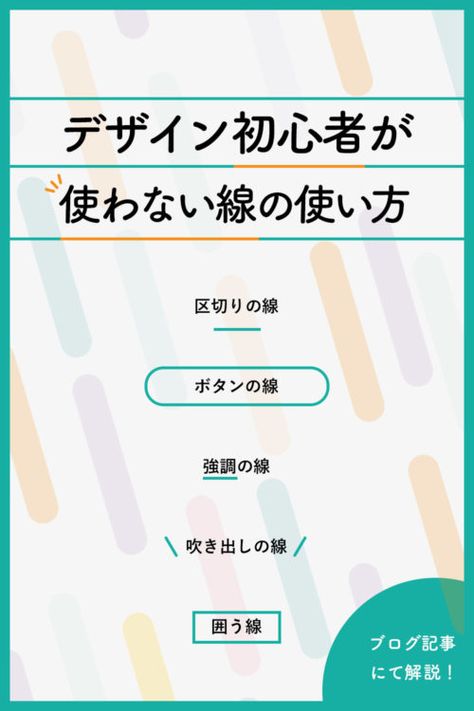 デザイン初心者が
使わない線の使い方
区切りの線
ボタンの線
強調の線
吹き出しの線
囲う線
ブログ記事
にて解説!